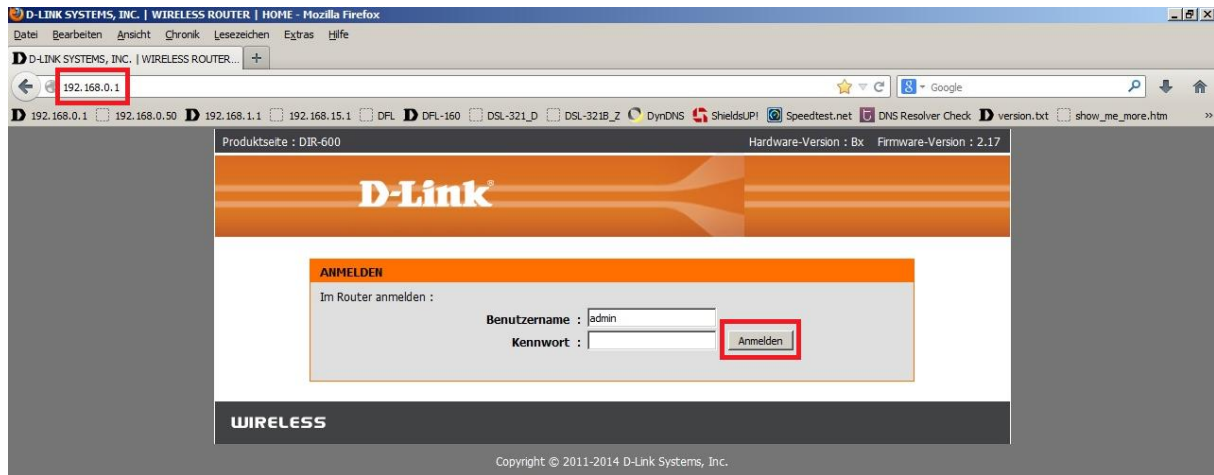 D-LINK SYSTEMS, INC. | WIRELESS ROUTER | HOME - Mozilla Firefox
Datei Bearbeiten Ansicht Chronik Lesezeichen Extras Hilfe
D-LINK SYSTEMS, INC. | WIRELESS ROUTER... +
192.168.0.1 Google
192.168.0.1 192.168.0.50 192.168.1.1 192.168.15.1 DFL DFL-160 DSL-321_D DSL-321B_Z DynDNS ShieldsUP! Speedtest.net DNS Resolver Check version.txt show_me_more.htm »
Produktseite : DIR-600 Hardware-Version : Bx Firmware-Version : 2.17
D-Link®
ANMELDEN
Im Router anmelden :
Benutzername : admin
Kennwort : Anmelden
WIRELESS
Copyright © 2011-2014 D-Link Systems, Inc.